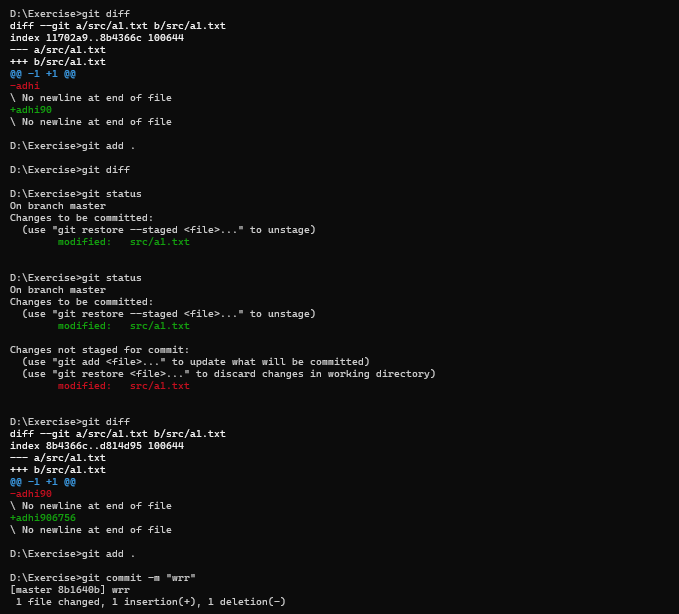 D:\Exercise>git diff
diff --git a/src/a1.txt b/src/a1.txt
index 11702a9..8b4366c 100644
--- a/src/a1.txt
+++ b/src/a1.txt
@@ -1 +1 @@
-adhi
\ No newline at end of file
+adhi90
\ No newline at end of file
D:\Exercise>git add .
D:\Exercise>git diff
D:\Exercise>git status
On branch master
Changes to be committed:
  (use "git restore --staged <file>..." to unstage)
        modified:   src/a1.txt
D:\Exercise>git status
On branch master
Changes to be committed:
  (use "git restore --staged <file>..." to unstage)
        modified:   src/a1.txt
Changes not staged for commit:
  (use "git add <file>..." to update what will be committed)
  (use "git restore <file>..." to discard changes in working directory)
        modified:   src/a1.txt
D:\Exercise>git diff
diff --git a/src/a1.txt b/src/a1.txt
index 8b4366c..d814d95 100644
--- a/src/a1.txt
+++ b/src/a1.txt
@@ -1 +1 @@
-adhi90
\ No newline at end of file
+adhi906756
\ No newline at end of file
D:\Exercise>git add .
D:\Exercise>git commit -m "wrr"
[master 8b1640b] wrr
 1 file changed, 1 insertion(+), 1 deletion(-)